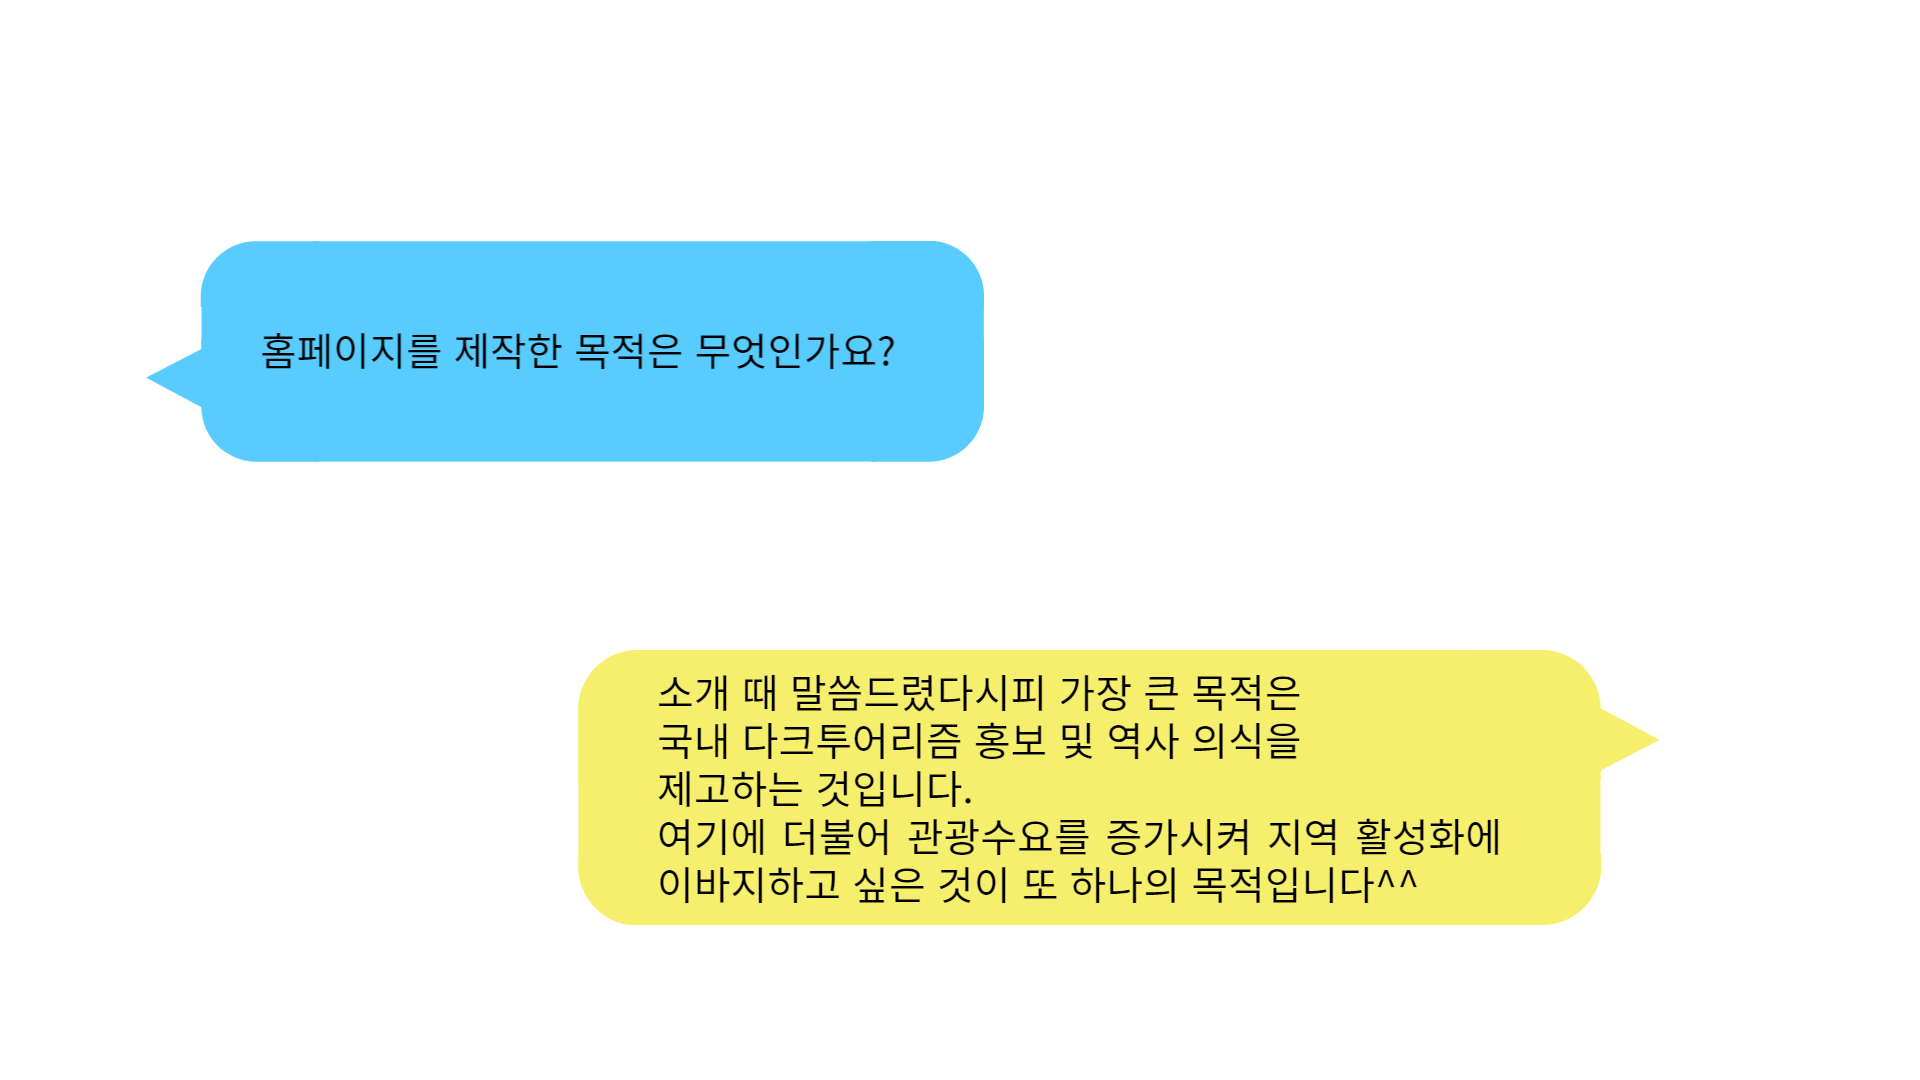 홈페이지를 제작한 목적은 무엇인가요?
소개 때 말씀드렸다시피 가장 큰 목적은
국내 다크투어리즘 홍보 및 역사 의식을
제고하는 것입니다.
여기에 더불어 관광수요를 증가시켜 지역 활성화에
이바지하고 싶은 것이 또 하나의 목적입니다^^